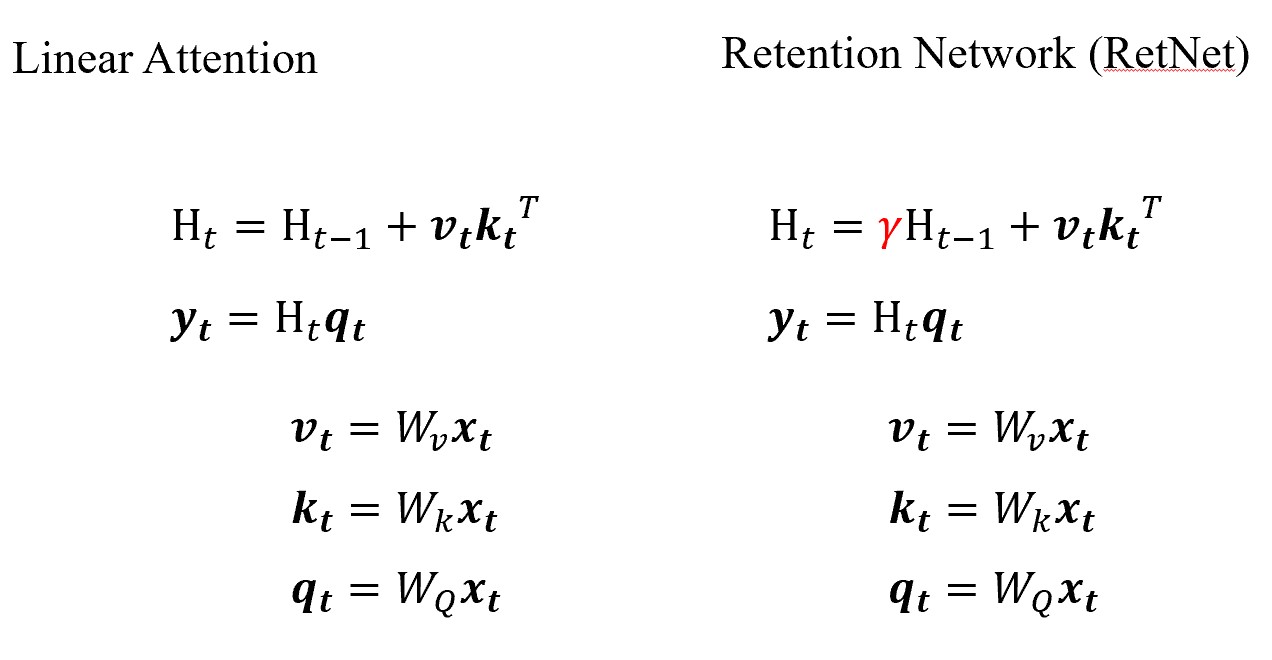 Linear Attention
Retention Network (RetNet)
H_t = H_{t−1} + v_t k_t^T
y_t = H_t q_t
v_t = W_v x_t
k_t = W_k x_t
q_t = W_Q x_t
H_t = γH_{t−1} + v_t k_t^T
y_t = H_t q_t
v_t = W_v x_t
k_t = W_k x_t
q_t = W_Q x_t